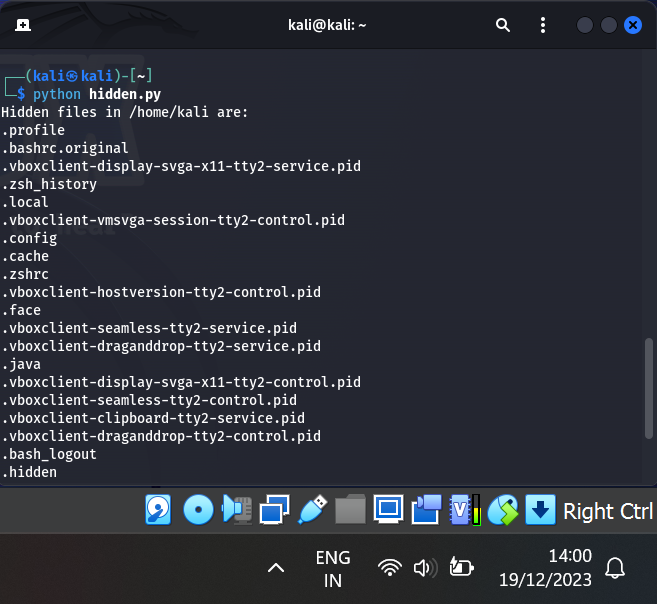 kali@kali: ~
(kali㉿kali)-[~]
$ python hidden.py
Hidden files in /home/kali are:
.profile
.bashrc.original
.vboxclient-display-svga-x11-tty2-service.pid
.zsh_history
.local
.vboxclient-vmsvga-session-tty2-control.pid
.config
.cache
.zshrc
.vboxclient-hostversion-tty2-control.pid
.face
.vboxclient-seamless-tty2-service.pid
.vboxclient-draganddrop-tty2-service.pid
.java
.vboxclient-display-svga-x11-tty2-control.pid
.vboxclient-seamless-tty2-control.pid
.vboxclient-clipboard-tty2-service.pid
.vboxclient-draganddrop-tty2-control.pid
.bash_logout
.hidden
V
Right Ctrl
ENG
IN
14:00
19/12/2023